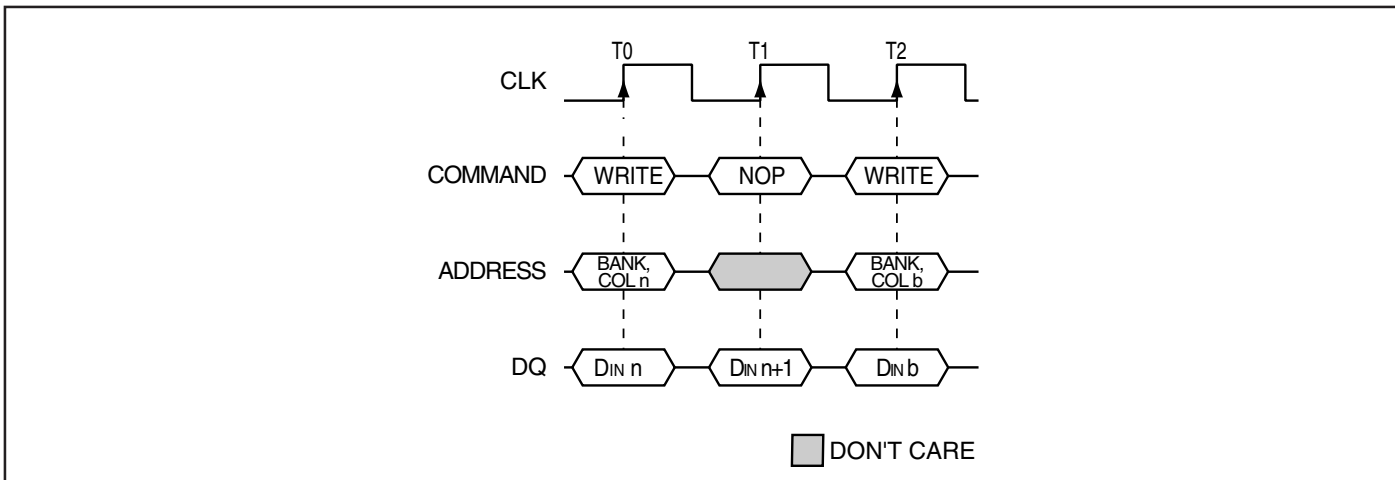 T0 T1 T2
CLK
COMMAND WRITE NOP WRITE
ADDRESS BANK, COL n BANK, COL b
DQ DIN n DIN n+1 DIN b
DON'T CARE